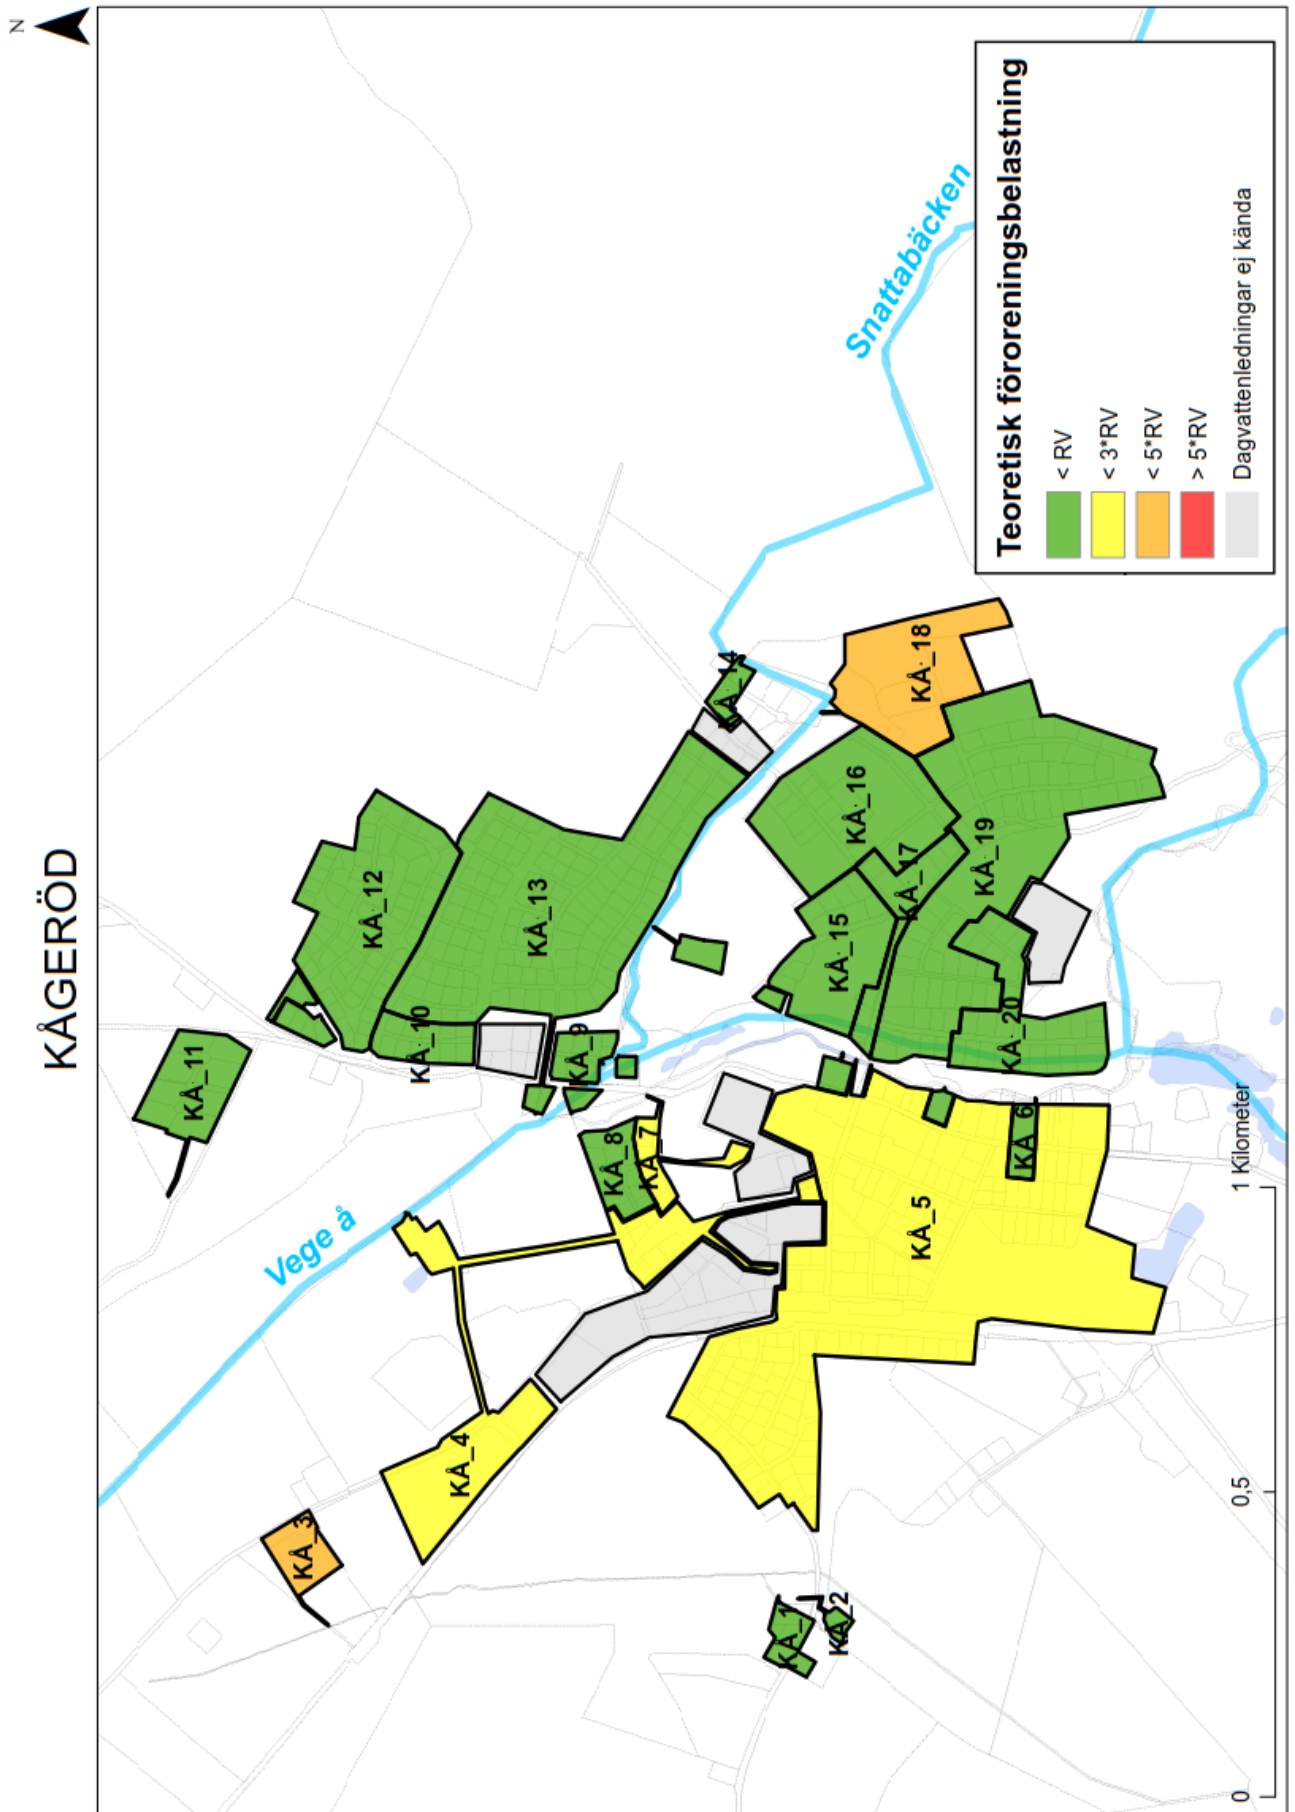 KÅGERÖD
N
KÅ_11
KÅ_12
KÅ_10
KÅ_13
KÅ_9
KÅ_14
Snattabäcken
Vege å
KÅ_8
KÅ_7
KÅ_3
KÅ_4
KÅ_16
KÅ_15
KÅ_17
KÅ_18
KÅ_19
KÅ_20
KÅ_6
KÅ_5
KÅ_1
KÅ_2
Teoretisk föroreningsbelastning
< RV
< 3*RV
< 5*RV
> 5*RV
Dagvattenledningar ej kända
0
0,5
1 Kilometer